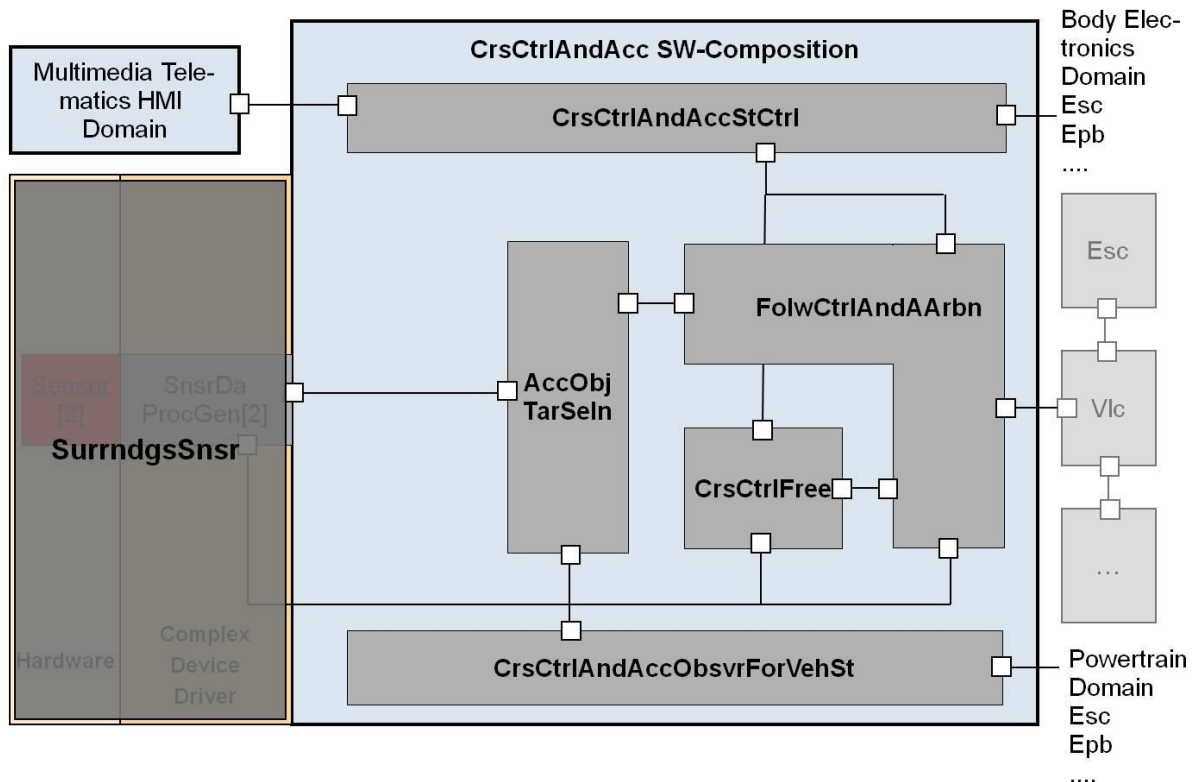 CrsCtrlAndAcc SW-Composition
Multimedia Tele-
matics HMI
Domain
CrsCtrlAndAccStCtrl
Body Elec-
tronics
Domain
Esc
Epb
....
Esc
FolwCtrlAndAArbn
AccObj
TarSeln
Sensor
[2]
SnsrDa
ProcGen[2]
SurrndgsSnsr
Vlc
CrsCtrlFree
...
Hardware
Complex
Device
Driver
CrsCtrlAndAccObsvrForVehSt
Powertrain
Domain
Esc
Epb
....